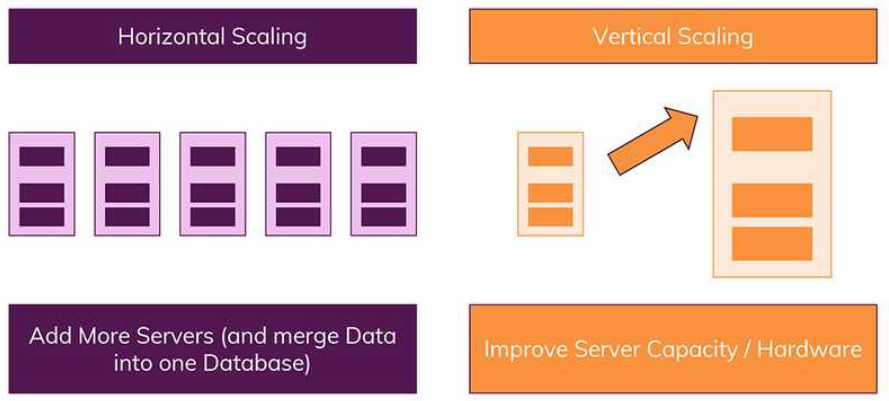 Horizontal Scaling
Vertical Scaling
Add More Servers (and merge Data
into one Database)
Improve Server Capacity / Hardware